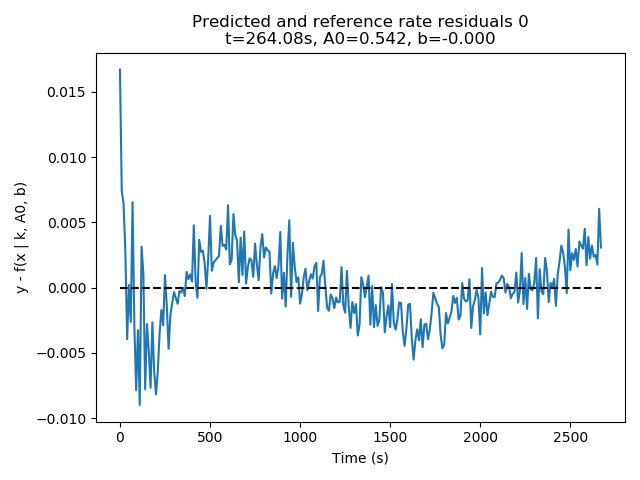 Predicted and reference rate residuals 0
t=264.08s, A0=0.542, b=-0.000
y - f(x | k, A0, b)
0.015
0.010
0.005
0.000
−0.005
−0.010
0 500 1000 1500 2000 2500
Time (s)